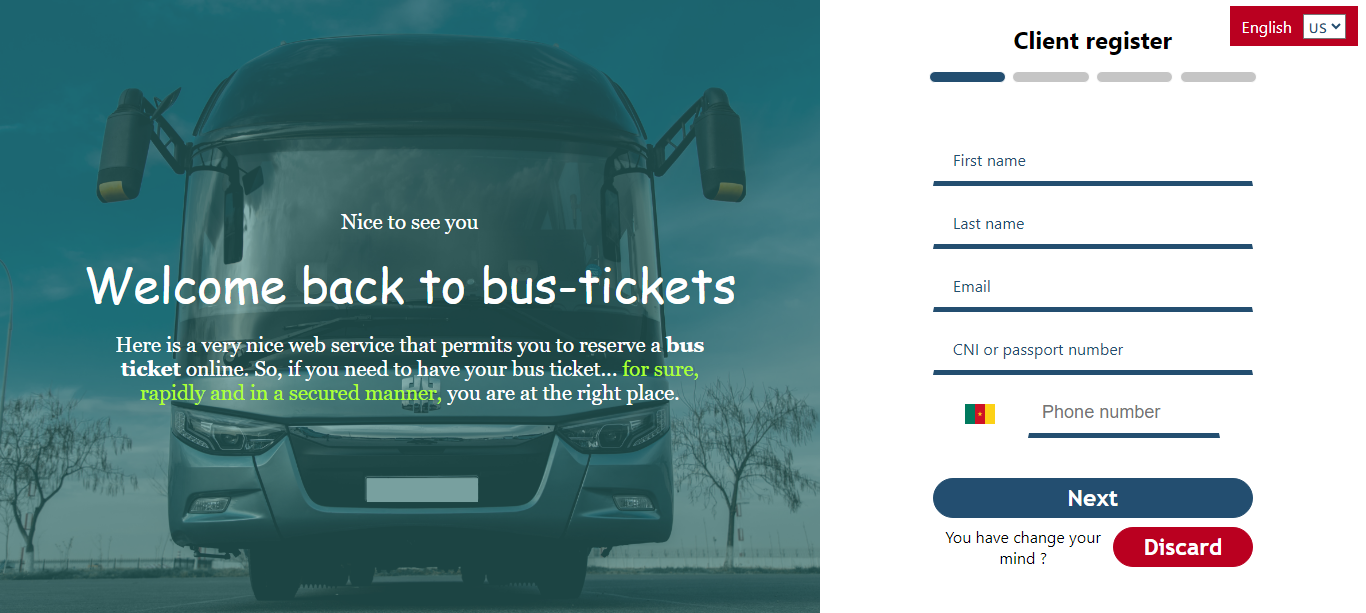 Nice to see you
Welcome back to bus-tickets
Here is a very nice web service that permits you to reserve a bus
ticket online. So, if you need to have your bus ticket... for sure,
rapidly and in a secured manner, you are at the right place.
English US
Client register
First name
Last name
Email
CNI or passport number
Phone number
Next
You have change your
mind ?
Discard